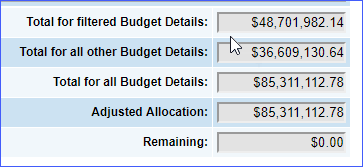 Total for filtered Budget Details: $48,701,982.14
Total for all other Budget Details: $36,609,130.64
Total for all Budget Details: $85,311,112.78
Adjusted Allocation: $85,311,112.78
Remaining: $0.00